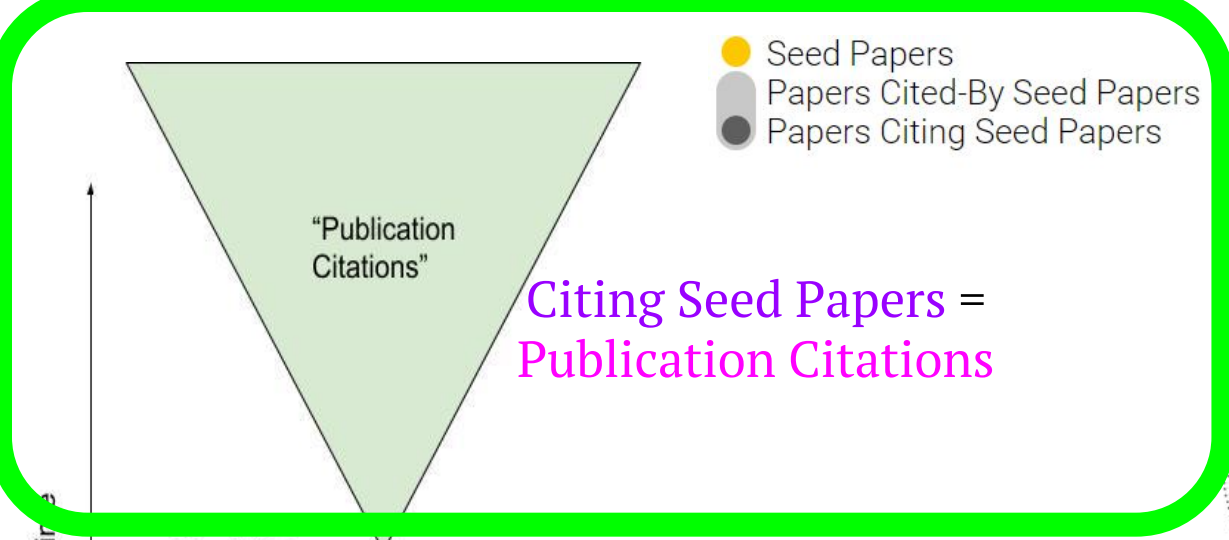 Seed Papers
Papers Cited-By Seed Papers
Papers Citing Seed Papers
“Publication
Citations”
Citing Seed Papers =
Publication Citations